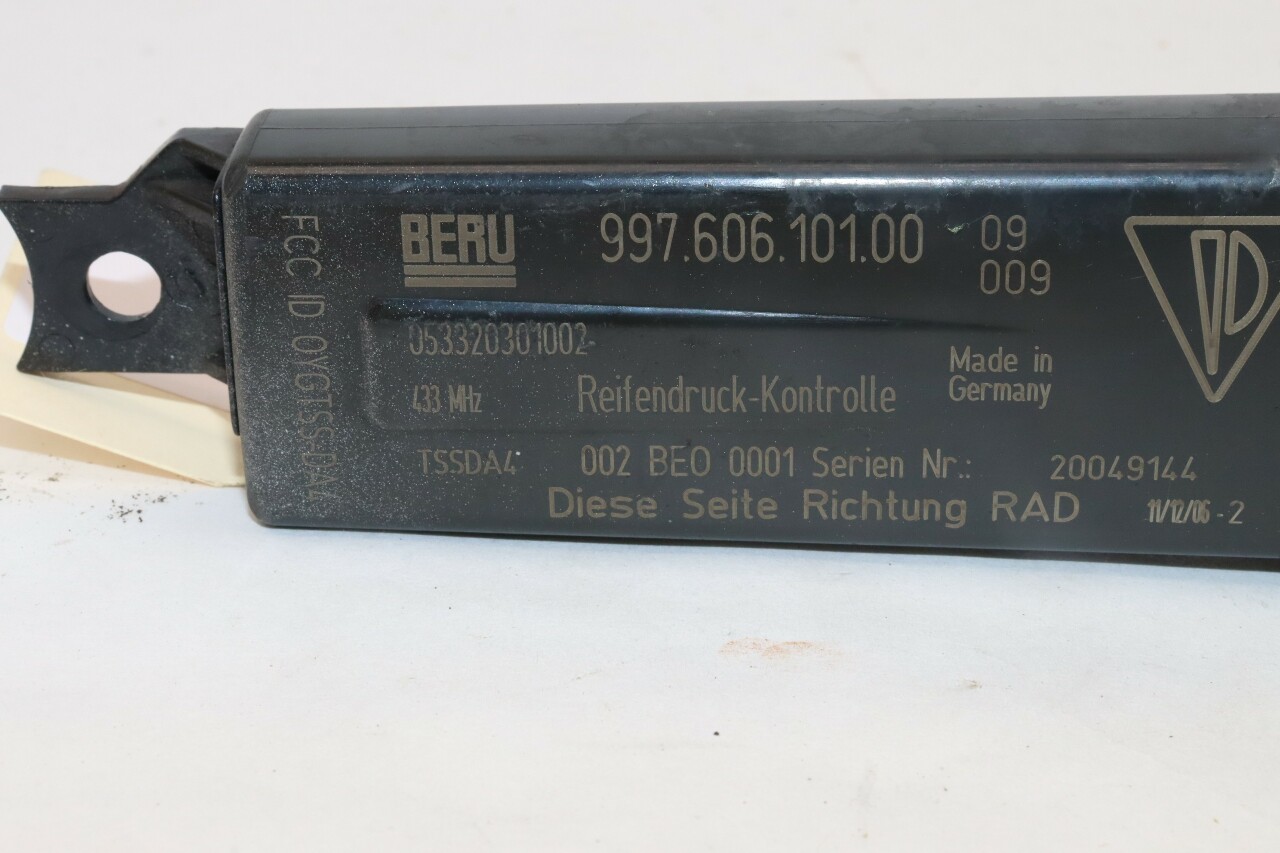 BERU 997.606.101.00 09
009
053320301002
Made in
Germany
433 MHz Reifendruck-Kontrolle
TSSDA4 002 BE0 0001 Serien Nr.: 20049144
Diese Seite Richtung RAD 11/12/06 - 2
FCC ID OYGTSSDA4